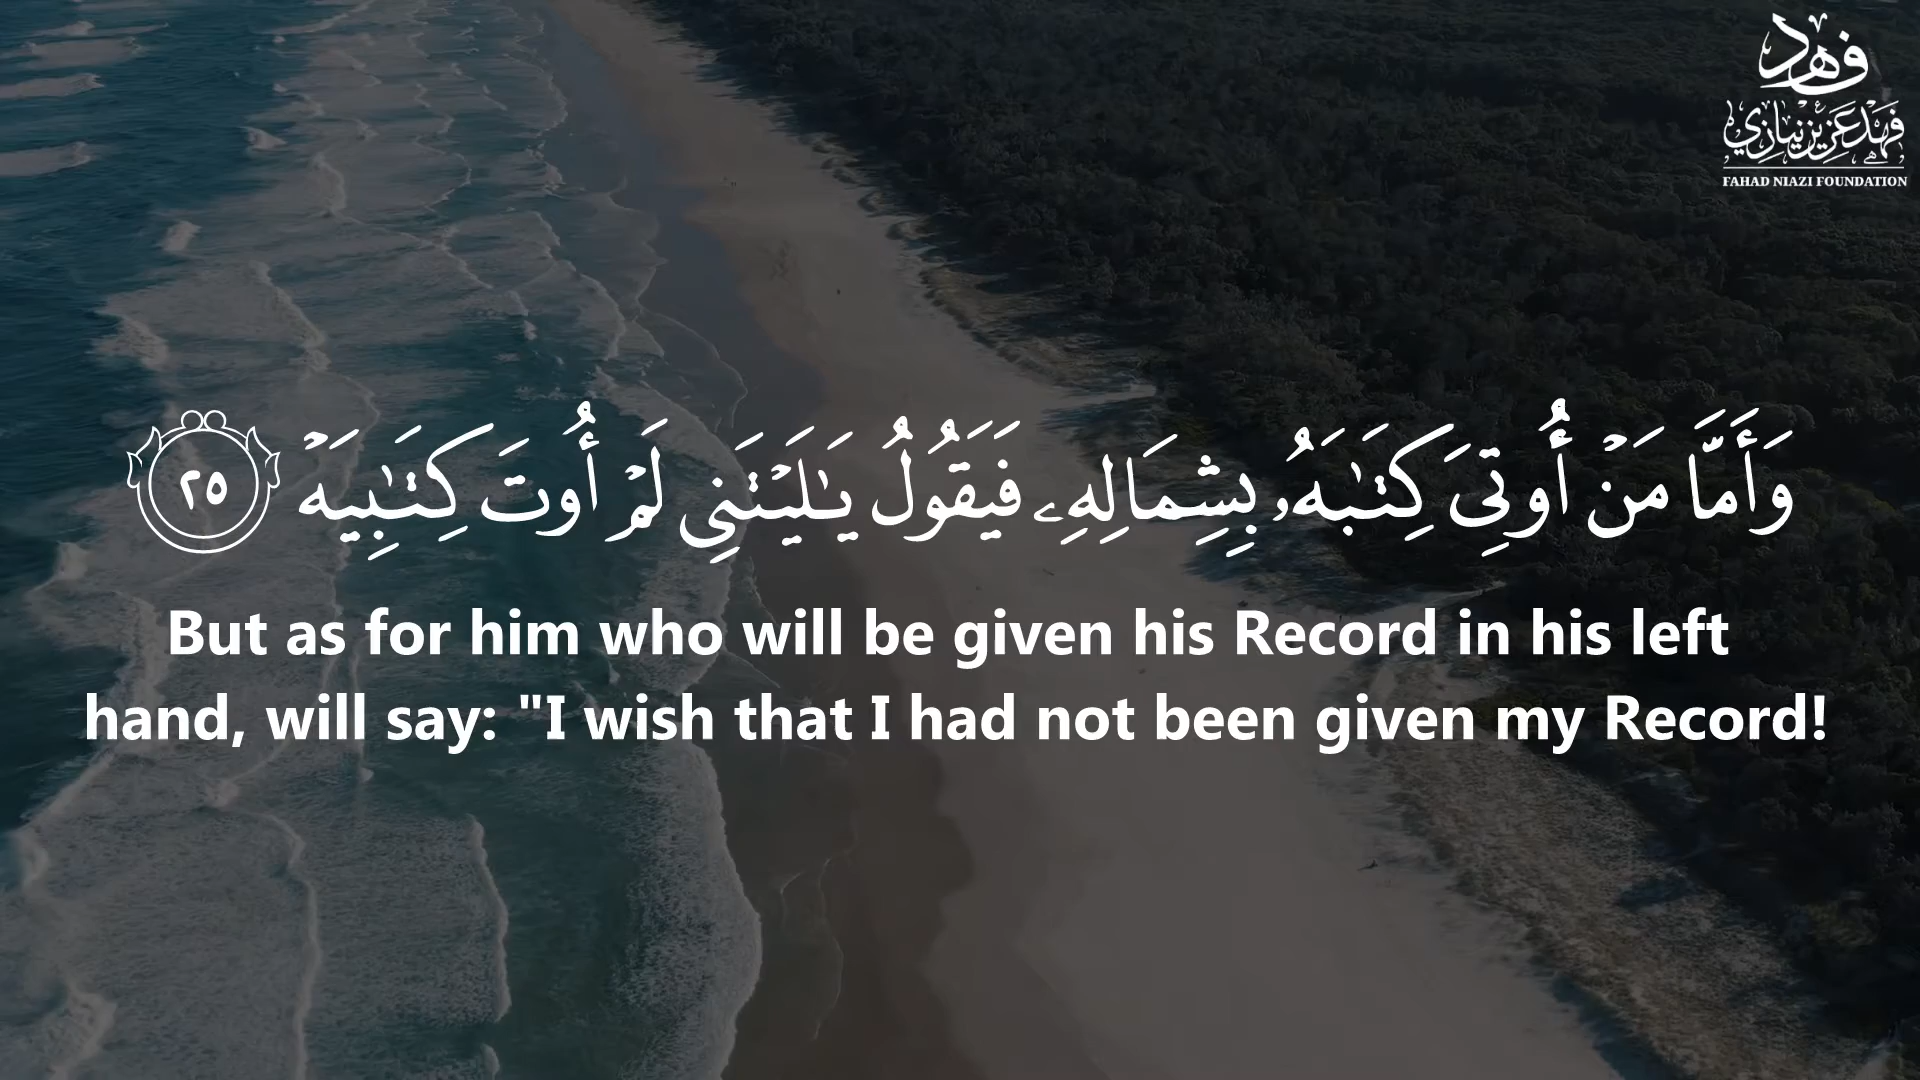 فهد
فهد عزيز نيازي
FAHAD NIAZI FOUNDATION
وَأَمَّا مَنۡ أُوتِيَ كِتَٰبَهُۥ بِشِمَالِهِۦ فَيَقُولُ يَٰلَيۡتَنِي لَمۡ أُوتَ كِتَٰبِيَهۡ ٢٥
But as for him who will be given his Record in his left
hand, will say: "I wish that I had not been given my Record!